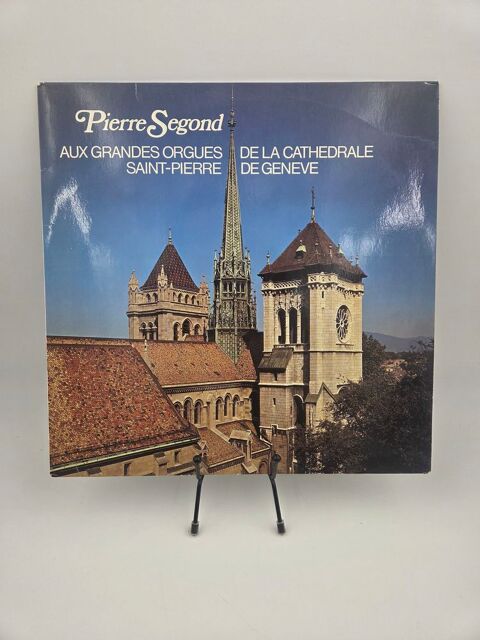 Pierre Segond
AUX GRANDES ORGUES DE LA CATHEDRALE
SAINT-PIERRE DE GENEVE